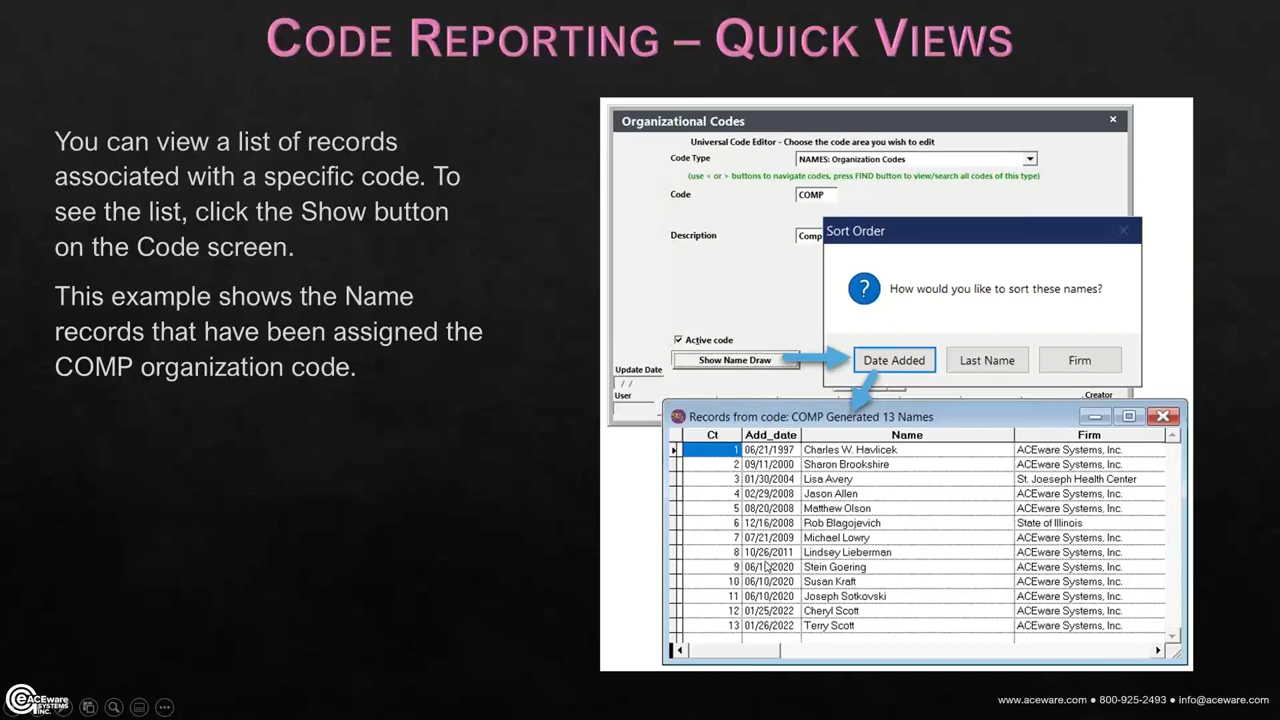 CODE REPORTING – QUICK VIEWS
You can view a list of records
associated with a specific code. To
see the list, click the Show button
on the Code screen.
This example shows the Name
records that have been assigned the
COMP organization code.
Organizational Codes
Universal Code Editor - Choose the code area you wish to edit
Code Type NAMES: Organization Codes
(use < or > buttons to navigate codes, press FIND button to view/search all codes of this type)
Code COMP
Description Comp
Sort Order
How would you like to sort these names?
Date Added Last Name Firm
Active code
Show Name Draw
Update Date
/ /
User
Creator
Records from code: COMP Generated 13 Names
Ct Add_date Name Firm
1 06/21/1997 Charles W. Havlicek ACEware Systems, Inc.
2 09/11/2000 Sharon Brookshire ACEware Systems, Inc.
3 01/30/2004 Lisa Avery St. Joeseph Health Center
4 02/29/2008 Jason Allen ACEware Systems, Inc.
5 08/20/2008 Matthew Olson ACEware Systems, Inc.
6 12/16/2008 Rob Blagojevich State of Illinois
7 07/21/2009 Michael Lowry ACEware Systems, Inc.
8 10/26/2011 Lindsey Lieberman ACEware Systems, Inc.
9 Stein Goering ACEware Systems, Inc.
10 06/10/2020 Susan Kraft ACEware Systems, Inc.
11 06/10/2020 Joseph Sotkovski ACEware Systems, Inc.
12 01/25/2022 Cheryl Scott ACEware Systems, Inc.
13 01/26/2022 Terry Scott ACEware Systems, Inc.
ACEware
SYSTEMS
INC.
www.aceware.com ● 800-925-2493 ● info@aceware.com